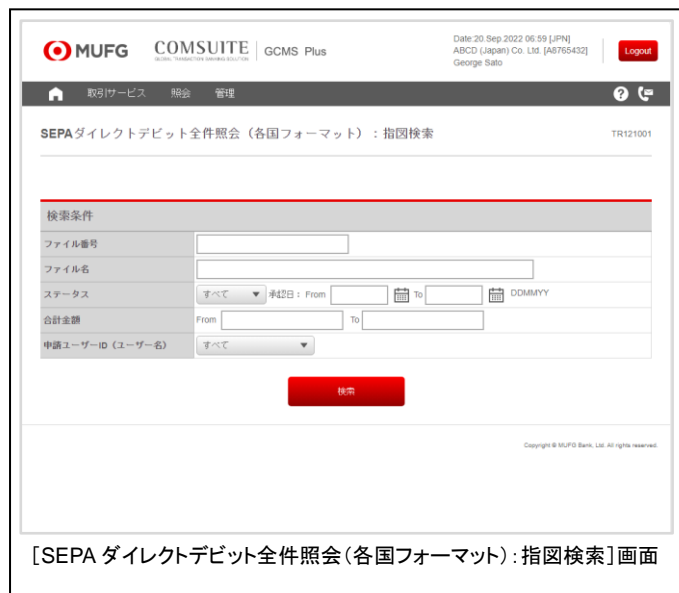 MUFG COMSUITE GCMS Plus
GLOBAL TRANSACTION BANKING SOLUTION
Date:20.Sep.2022 06:59 [JPN]
ABCD (Japan) Co. Ltd. [A8765432]
George Sato
Logout
取引サービス 照会 管理
SEPAダイレクトデビット全件照会（各国フォーマット）：指図検索 TR121001
検索条件
ファイル番号
ファイル名
ステータス すべて 承認日： From To DDMMYY
合計金額 From To
申請ユーザーID（ユーザー名） すべて
検索
Copyright © MUFG Bank, Ltd. All rights reserved.
[SEPA ダイレクトデビット全件照会（各国フォーマット）：指図検索]画面